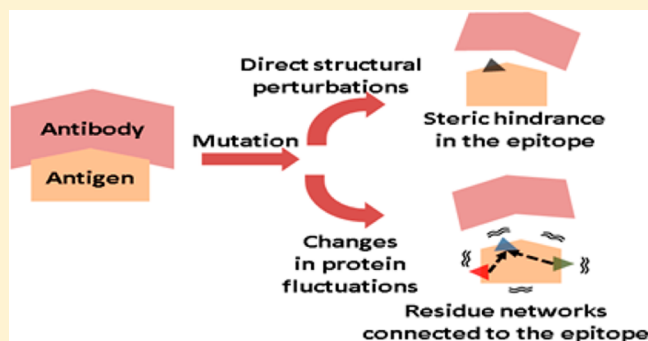 Antibody
Antigen
Mutation
Direct structural
perturbations
Steric hindrance
in the epitope
Changes
in protein
fluctuations
Residue networks
connected to the epitope